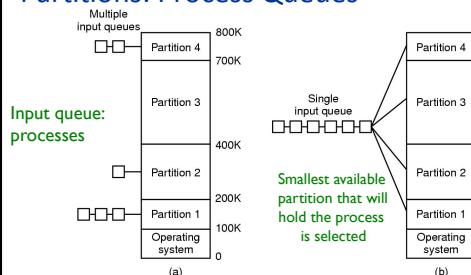 Partitions: Process Queues
Multiple
input queues
800K
Partition 4
700K
Partition 3
Input queue:
processes
400K
Partition 2
200K
Partition 1
100K
Operating
system
0
(a)
Single
input queue
Smallest available
partition that will
hold the process
is selected
Partition 4
Partition 3
Partition 2
Partition 1
Operating
system
(b)